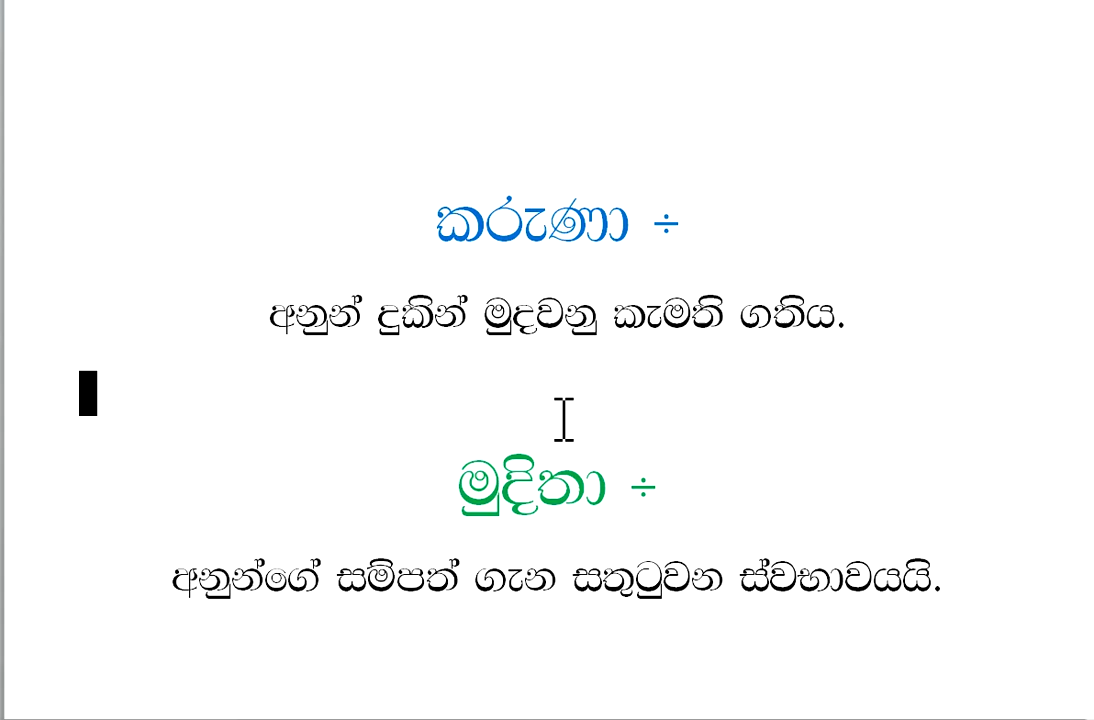 කරුණා ÷
අනුන් දුකින් මුදවනු කැමති ගතිය.
මුදිතා ÷
අනුන්ගේ සම්පත් ගැන සතුටුවන ස්වභාවයයි.